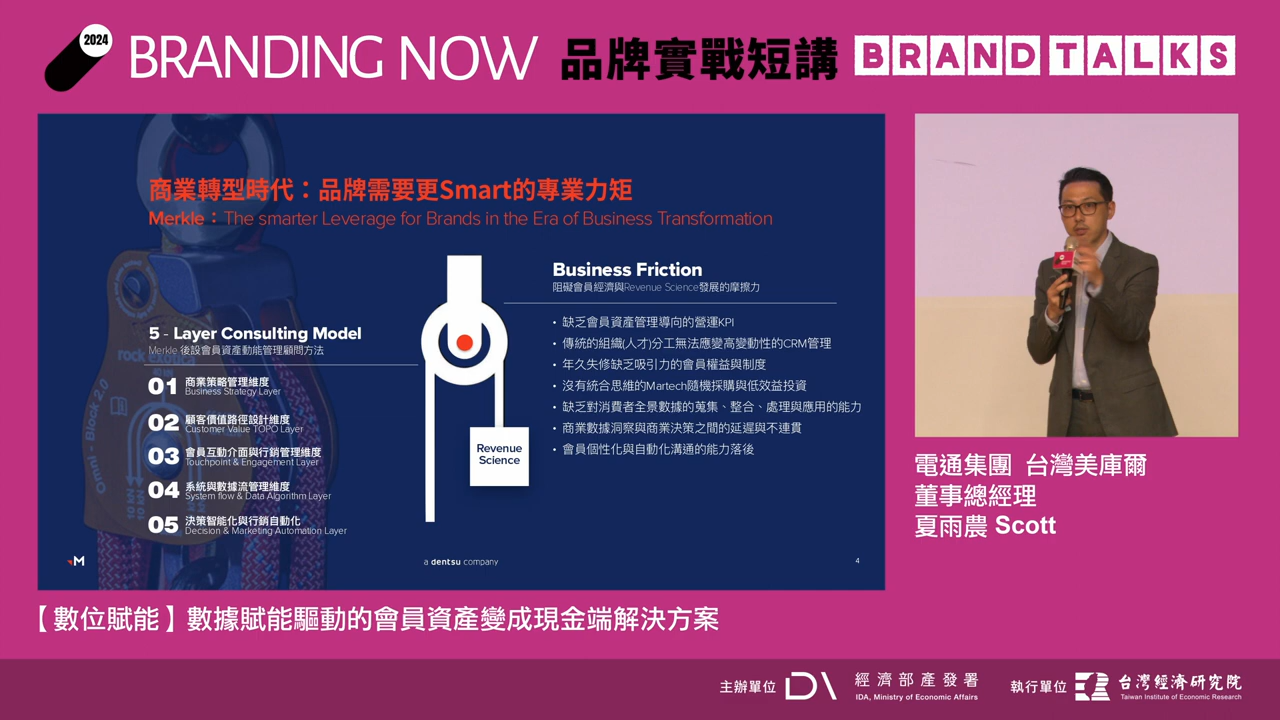 2024
BRANDING NOW 品牌實戰短講 BRAND TALKS
商業轉型時代：品牌需要更Smart的專業力矩
Merkle：The smarter Leverage for Brands in the Era of Business Transformation
5 - Layer Consulting Model
Merkle 後設會員資產動能管理顧問方法
01 商業策略管理維度
Business Strategy Layer
02 顧客價值路徑設計維度
Customer Value TOPO Layer
03 會員互動介面與行銷管理維度
Touchpoint & Engagement Layer
04 系統與數據流管理維度
System flow & Data Algorithm Layer
05 決策智能化與行銷自動化
Decision & Marketing Automation Layer
rock exotica
Omni-Block 2.0
Revenue
Science
Business Friction
阻礙會員經濟與Revenue Science發展的摩擦力
• 缺乏會員資產管理導向的營運KPI
• 傳統的組織(人才)分工無法應變高變動性的CRM管理
• 年久失修缺乏吸引力的會員權益與制度
• 沒有統合思維的Martech隨機採購與低效益投資
• 缺乏對消費者全景數據的蒐集、整合、處理與應用的能力
• 商業數據洞察與商業決策之間的延遲與不連貫
• 會員個性化與自動化溝通的能力落後
M
a dentsu company
4
電通集團 台灣美庫爾
董事總經理
夏雨農 Scott
【數位賦能】數據賦能驅動的會員資產變成現金端解決方案
主辦單位 IDA 經濟部產發署
IDA, Ministry of Economic Affairs
執行單位 台灣經濟研究院
Taiwan Institute of Economic Research